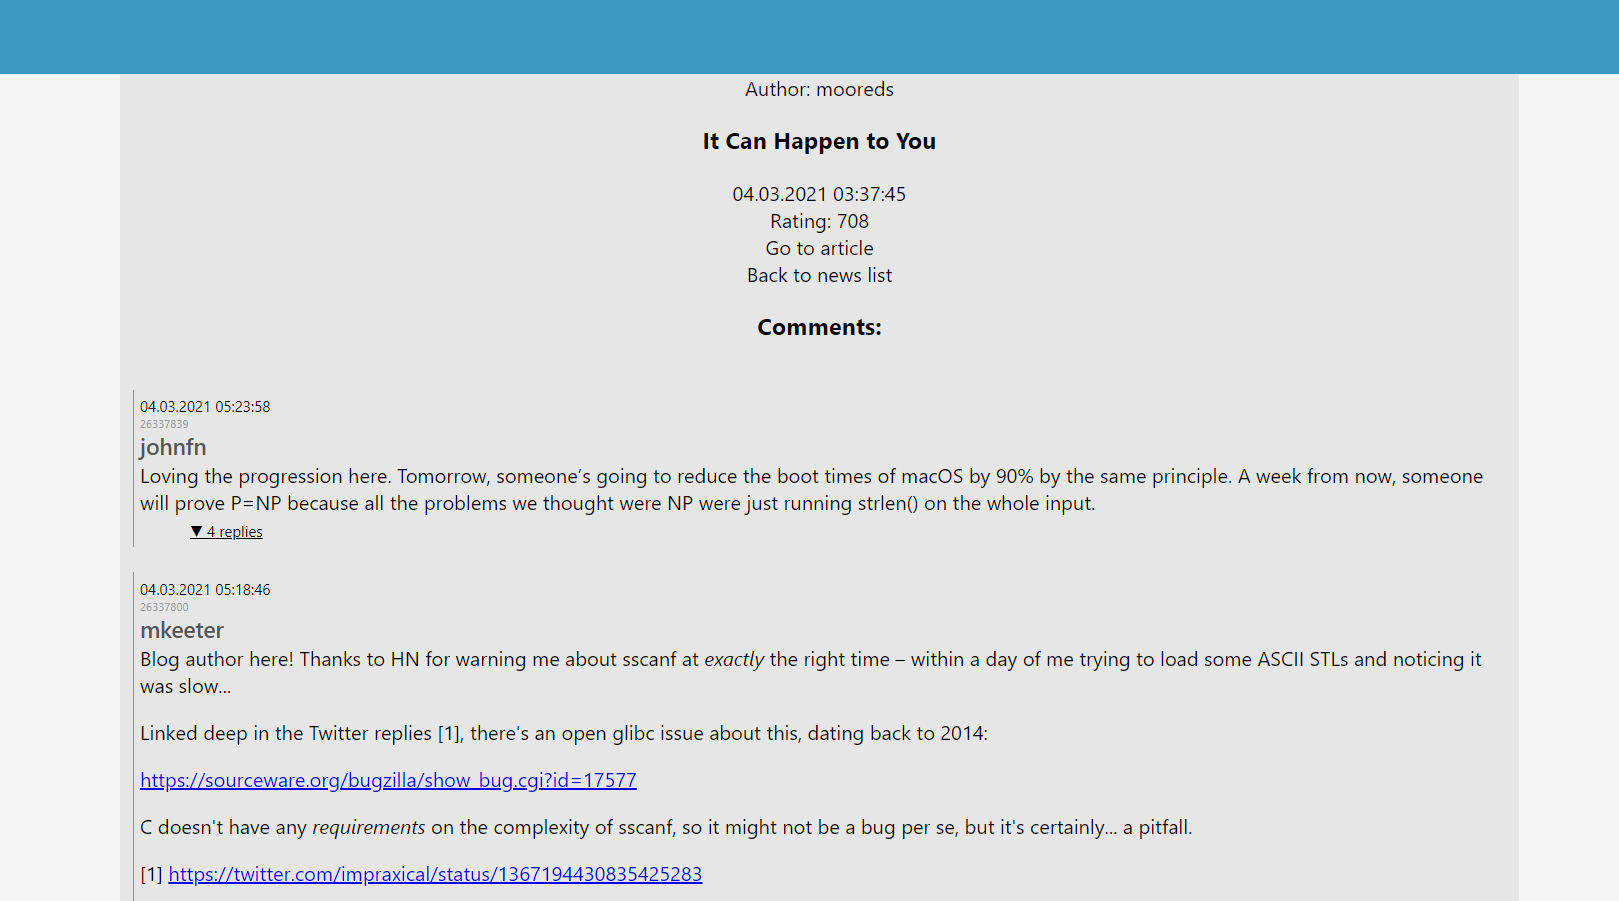 Author: mooreds
It Can Happen to You
04.03.2021 03:37:45
Rating: 708
Go to article
Back to news list
Comments:
04.03.2021 05:23:58
26337839
johnfn
Loving the progression here. Tomorrow, someone‘s going to reduce the boot times of macOS by 90% by the same principle. A week from now, someone
will prove P=NP because all the problems we thought were NP were just running strlen() on the whole input.
▼ 4 replies
04.03.2021 05:18:46
26337800
mkeeter
Blog author here! Thanks to HN for warning me about sscanf at exactly the right time – within a day of me trying to load some ASCII STLs and noticing it
was slow...
Linked deep in the Twitter replies [1], there's an open glibc issue about this, dating back to 2014:
https://sourceware.org/bugzilla/show_bug.cgi?id=17577
C doesn't have any requirements on the complexity of sscanf, so it might not be a bug per se, but it's certainly... a pitfall.
[1] https://twitter.com/impraxical/status/1367194430835425283